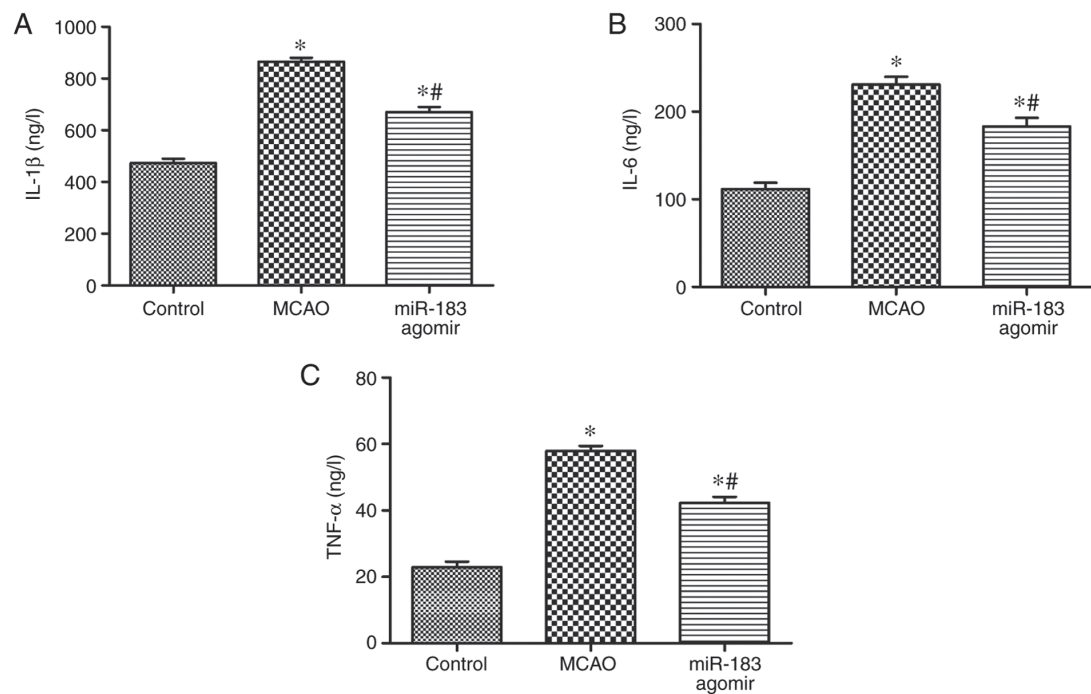 A
IL-1β (ng/l)
1000
800
600
400
200
0
*
*#
Control
MCAO
miR-183
agomir
B
IL-6 (ng/l)
300
200
100
0
*
*#
Control
MCAO
miR-183
agomir
C
TNF-α (ng/l)
80
60
40
20
0
*
*#
Control
MCAO
miR-183
agomir